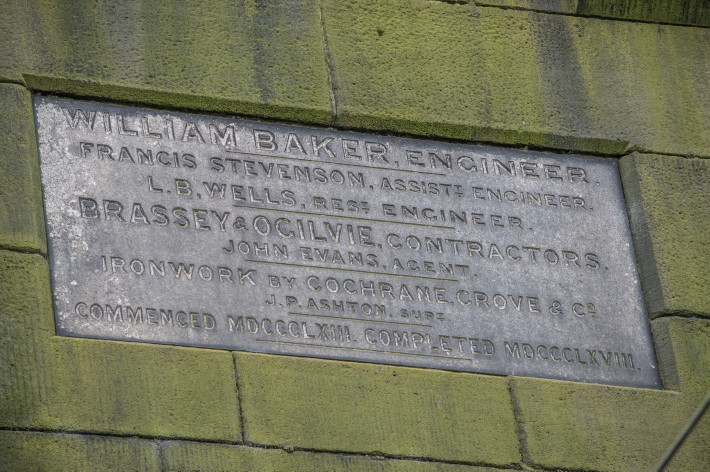 WILLIAM BAKER, ENGINEER.
FRANCIS STEVENSON, ASSIST. ENGINEER.
L.B. WELLS, REST. ENGINEER.
BRASSEY & OGILVIE, CONTRACTORS.
JOHN EVANS, AGENT.
IRONWORK BY COCHRANE, GROVE & CO.
J.P. ASHTON, SUPT.
COMMENCED MDCCCLXIII. COMPLETED MDCCCLXVIII.